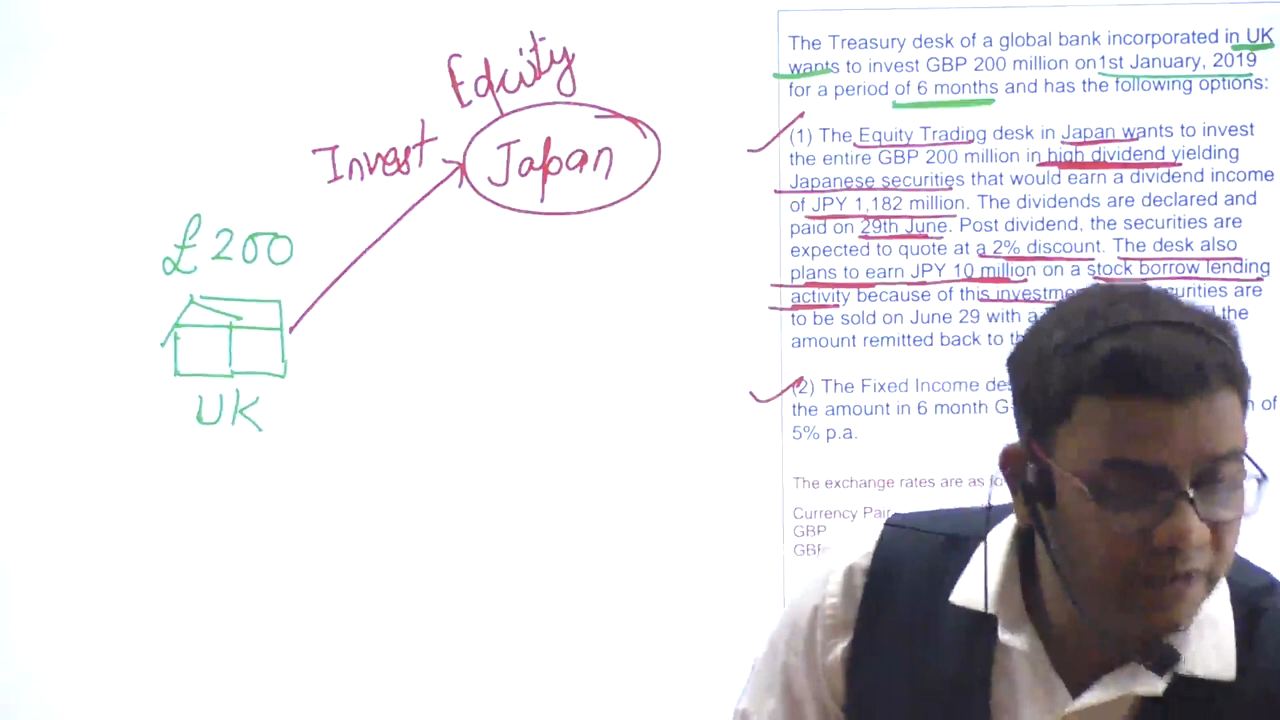 Equity
Invest
Japan
£200
UK
The Treasury desk of a global bank incorporated in UK
wants to invest GBP 200 million on 1st January, 2019
for a period of 6 months and has the following options:
(1) The Equity Trading desk in Japan wants to invest
the entire GBP 200 million in high dividend yielding
Japanese securities that would earn a dividend income
of JPY 1,182 million. The dividends are declared and
paid on 29th June. Post dividend, the securities are
expected to quote at a 2% discount. The desk also
plans to earn JPY 10 million on a stock borrow lending
activity because of this are
to be sold on June 29 with a the
amount remitted back to
(2) The Fixed Income
the amount in 6 month of
5% p.a.
The exchange rates are as
Currency Pair
GBP